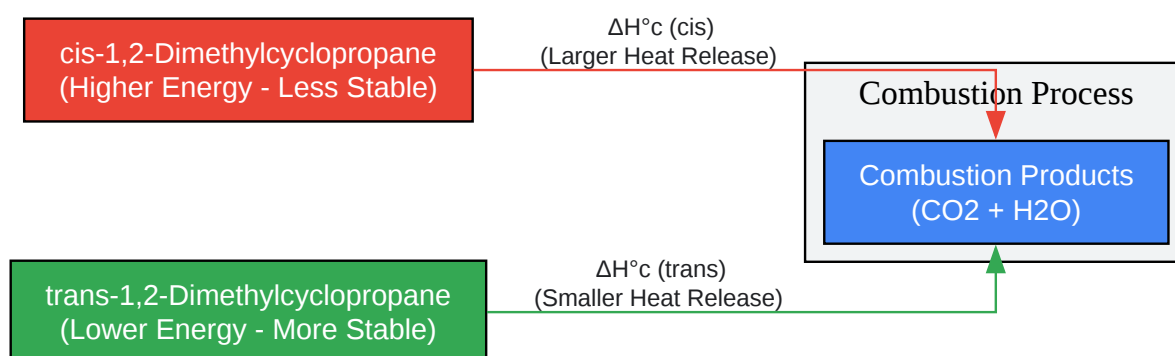 cis-1,2-Dimethylcyclopropane
(Higher Energy - Less Stable)
ΔH°c (cis)
(Larger Heat Release)
Combustion Process
Combustion Products
(CO2 + H2O)
trans-1,2-Dimethylcyclopropane
(Lower Energy - More Stable)
ΔH°c (trans)
(Smaller Heat Release)